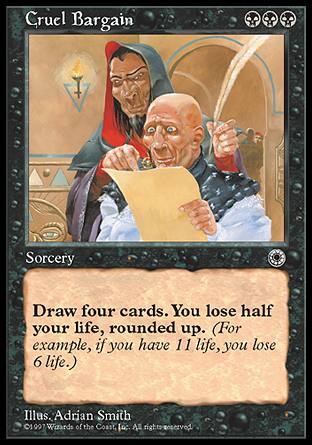 Cruel Bargain
Sorcery
Draw four cards. You lose half
your life, rounded up. (For
example, if you have 11 life, you lose
6 life.)
Illus. Adrian Smith
©1997 Wizards of the Coast, Inc. All rights reserved.